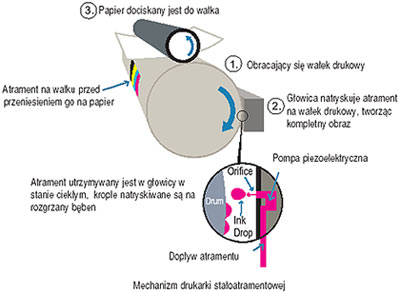 3. Papier dociskany jest do wałka
1. Obracający się wałek drukowy
Atrament na wałku przed
przeniesieniem go na papier
2. Głowica natryskuje atrament
na wałek drukowy, tworząc
kompletny obraz
Pompa piezoelektryczna
Atrament utrzymywany jest w głowicy w
stanie ciekłym, krople natryskiwane są na
rozgrzany bęben
Orifice
Drum
Ink
Drop
Dopływ atramentu
Mechanizm drukarki stałoatramentowej